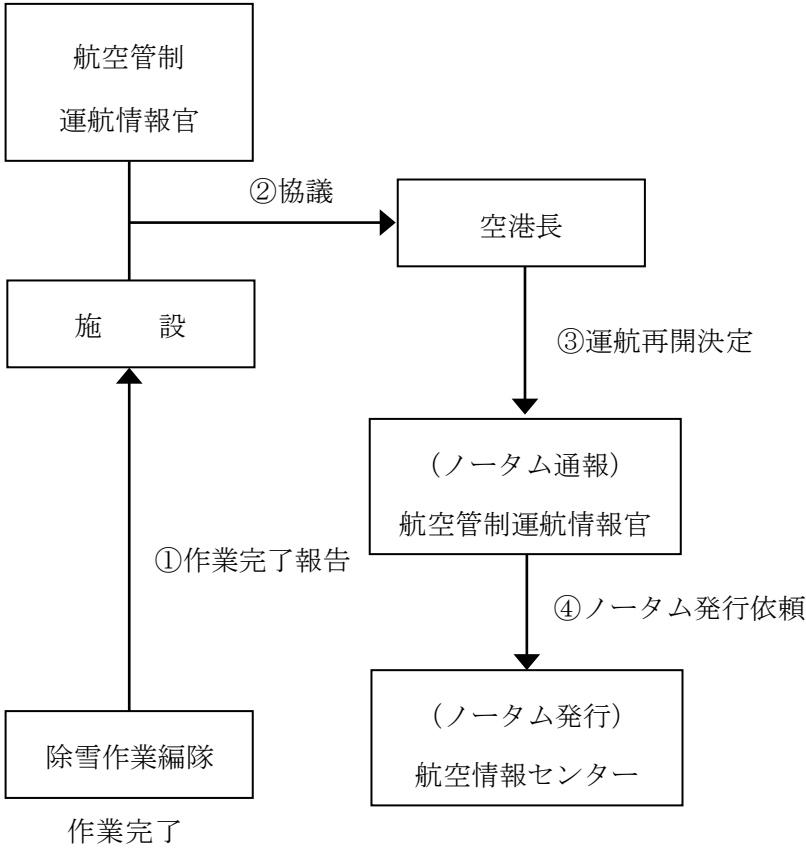 航空管制
運航情報官
②協議
空港長
施　　設
③運航再開決定
（ノータム通報）
航空管制運航情報官
①作業完了報告
④ノータム発行依頼
（ノータム発行）
航空情報センター
除雪作業編隊
作業完了